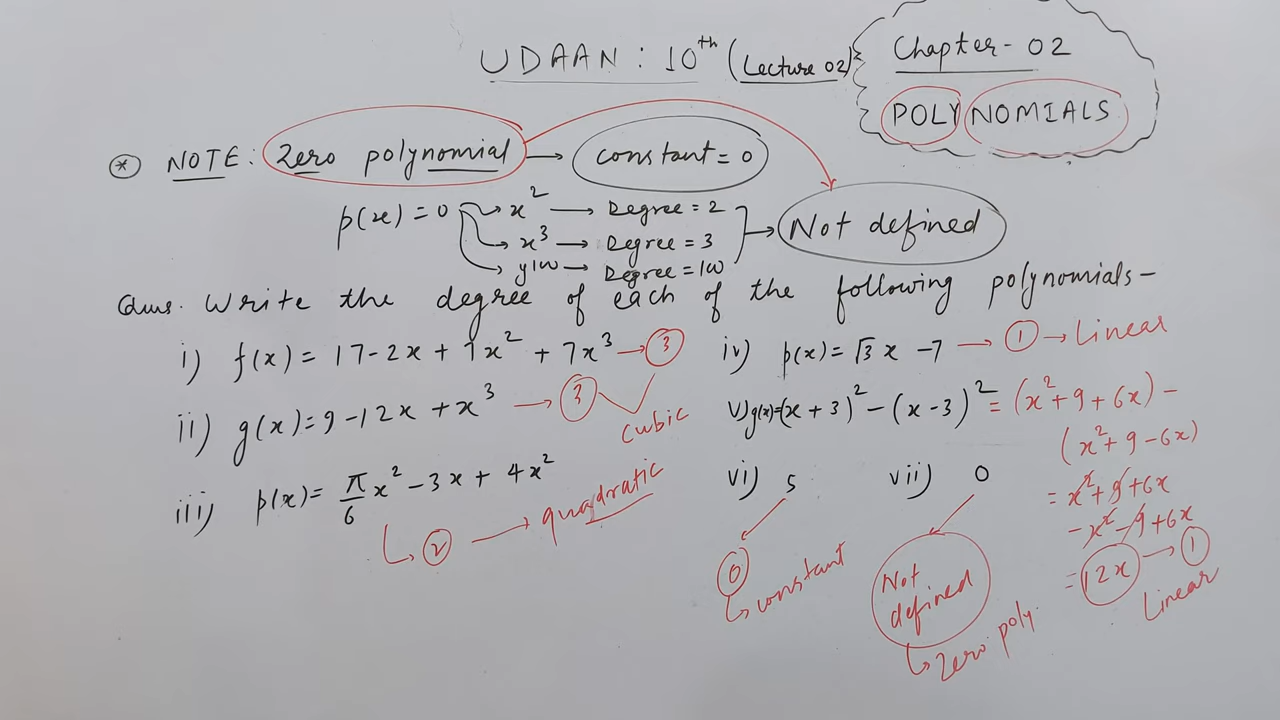 UDAAN : 10th (Lecture 02)
Chapter - 02
POLYNOMIALS
* NOTE : Zero polynomial → constant = 0
p(x) = 0 → x² → Degree = 2
→ x³ → Degree = 3
→ y¹⁰⁰ → Degree = 100
→ Not defined
Ques. Write the degree of each of the following polynomials -
i) f(x) = 17 - 2x + 7x² + 7x³ → 3
ii) g(x) = 9 - 12x + x³ → 3
cubic
iii) p(x) = π/6 x² - 3x + 4x²
↳ 2 → quadratic
iv) p(x) = √3 x - 7 → 1 → Linear
v) g(x) = (x + 3)² - (x - 3)² = (x² + 9 + 6x) -
(x² + 9 - 6x)
= x² + 9 + 6x
- x² - 9 + 6x
= 12x → 1
Linear
vi) 5
0
↳ constant
vii) 0
Not
defined
↳ Zero poly.